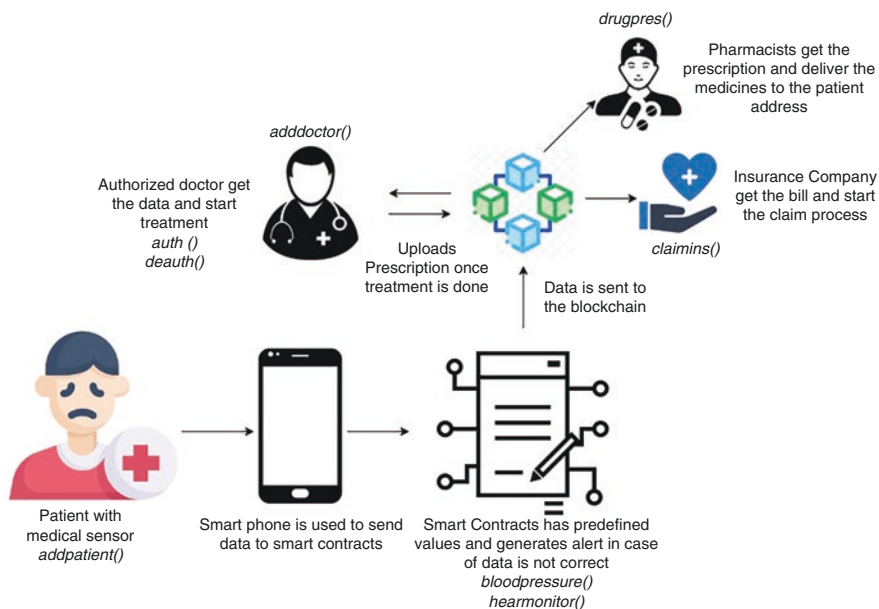 drugpres()
Pharmacists get the
prescription and deliver the
medicines to the patient
address
adddoctor()
Authorized doctor get
the data and start
treatment
auth ()
deauth()
Insurance Company
get the bill and start
the claim process
claimins()
Uploads
Prescription once
treatment is done
Data is sent to
the blockchain
Patient with
medical sensor
addpatient()
Smart phone is used to send
data to smart contracts
Smart Contracts has predefined
values and generates alert in case
of data is not correct
bloodpressure()
hearmonitor()